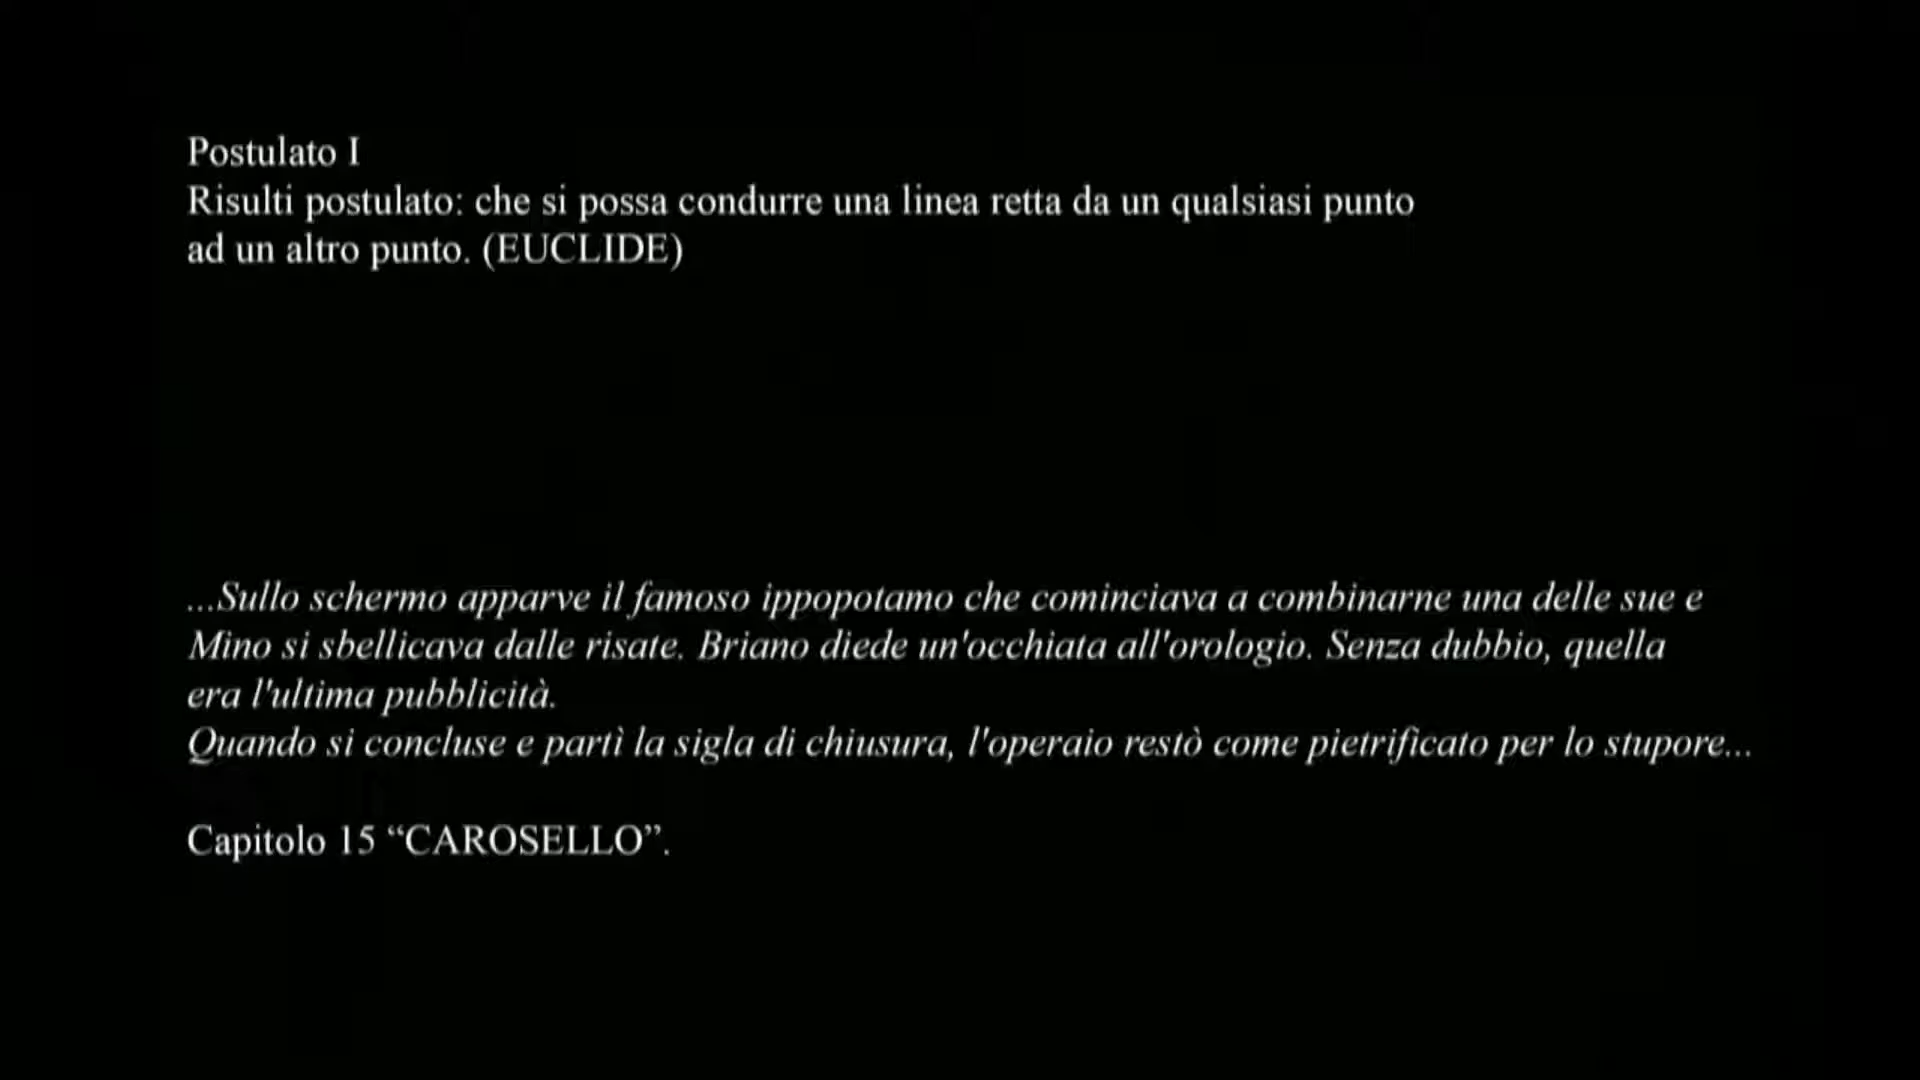 Postulato I
Risulti postulato: che si possa condurre una linea retta da un qualsiasi punto
ad un altro punto. (EUCLIDE)
...Sullo schermo apparve il famoso ippopotamo che cominciava a combinarne una delle sue e
Mino si sbellicava dalle risate. Briano diede un'occhiata all'orologio. Senza dubbio, quella
era l'ultima pubblicità.
Quando si concluse e partì la sigla di chiusura, l'operaio restò come pietrificato per lo stupore...
Capitolo 15 “CAROSELLO”.